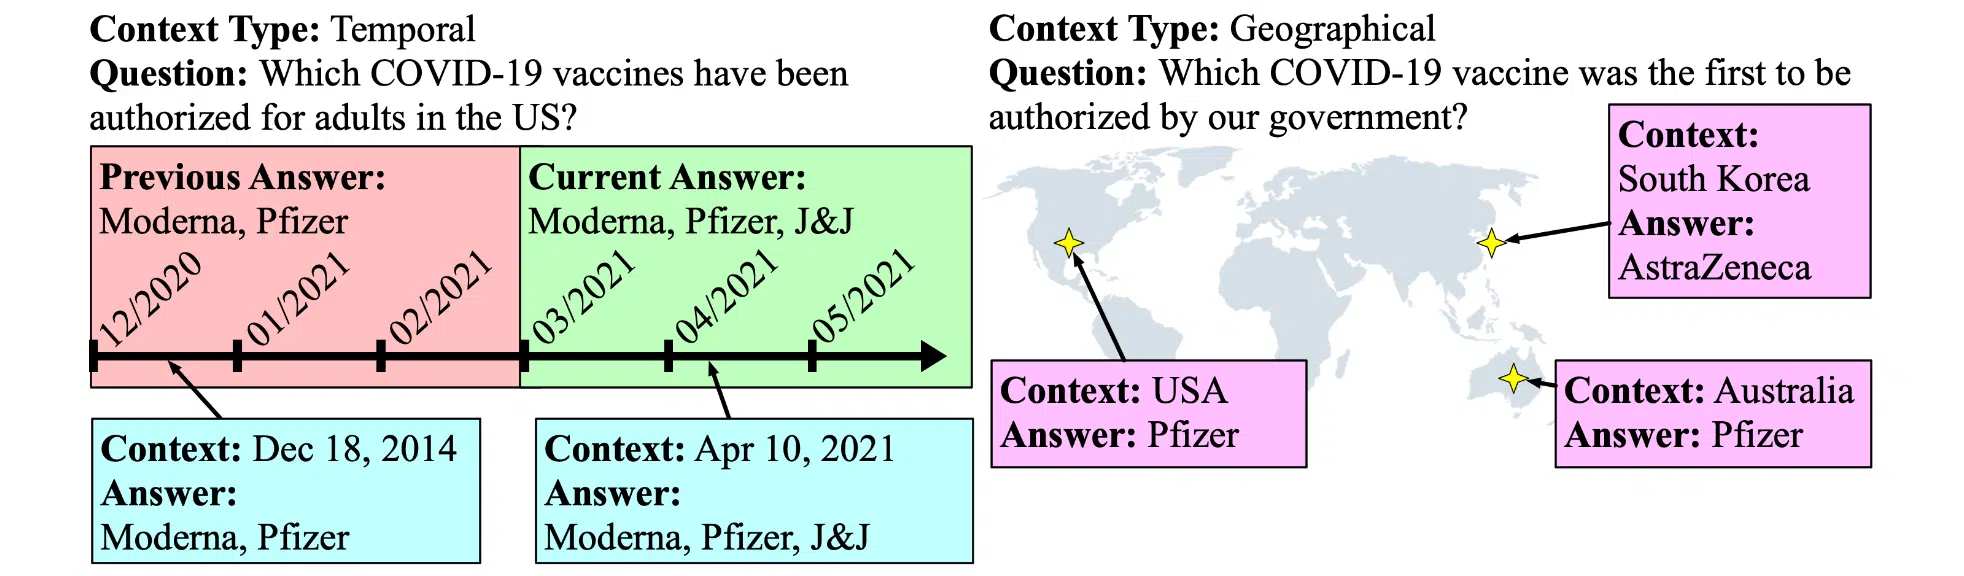 Context Type: Temporal
Question: Which COVID-19 vaccines have been
authorized for adults in the US?
Previous Answer:
Moderna, Pfizer
Current Answer:
Moderna, Pfizer, J&J
12/2020
01/2021
02/2021
03/2021
04/2021
05/2021
Context: Dec 18, 2014
Answer:
Moderna, Pfizer
Context: Apr 10, 2021
Answer:
Moderna, Pfizer, J&J
Context Type: Geographical
Question: Which COVID-19 vaccine was the first to be
authorized by our government?
Context:
South Korea
Answer:
AstraZeneca
Context: USA
Answer: Pfizer
Context: Australia
Answer: Pfizer